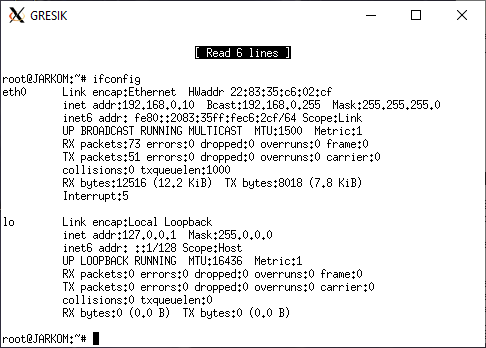 GRESIK
[ Read 6 lines ]
root@JARKOM:~# ifconfig
eth0      Link encap:Ethernet  HWaddr 22:83:35:c6:02:cf
          inet addr:192.168.0.10  Bcast:192.168.0.255  Mask:255.255.255.0
          inet6 addr: fe80::2083:35ff:fec6:2cf/64 Scope:Link
          UP BROADCAST RUNNING MULTICAST  MTU:1500  Metric:1
          RX packets:73 errors:0 dropped:0 overruns:0 frame:0
          TX packets:51 errors:0 dropped:0 overruns:0 carrier:0
          collisions:0 txqueuelen:1000
          RX bytes:12516 (12.2 KiB)  TX bytes:8018 (7.8 KiB)
          Interrupt:5
lo        Link encap:Local Loopback
          inet addr:127.0.0.1  Mask:255.0.0.0
          inet6 addr: ::1/128 Scope:Host
          UP LOOPBACK RUNNING  MTU:16436  Metric:1
          RX packets:0 errors:0 dropped:0 overruns:0 frame:0
          TX packets:0 errors:0 dropped:0 overruns:0 carrier:0
          collisions:0 txqueuelen:0
          RX bytes:0 (0.0 B)  TX bytes:0 (0.0 B)
root@JARKOM:~#